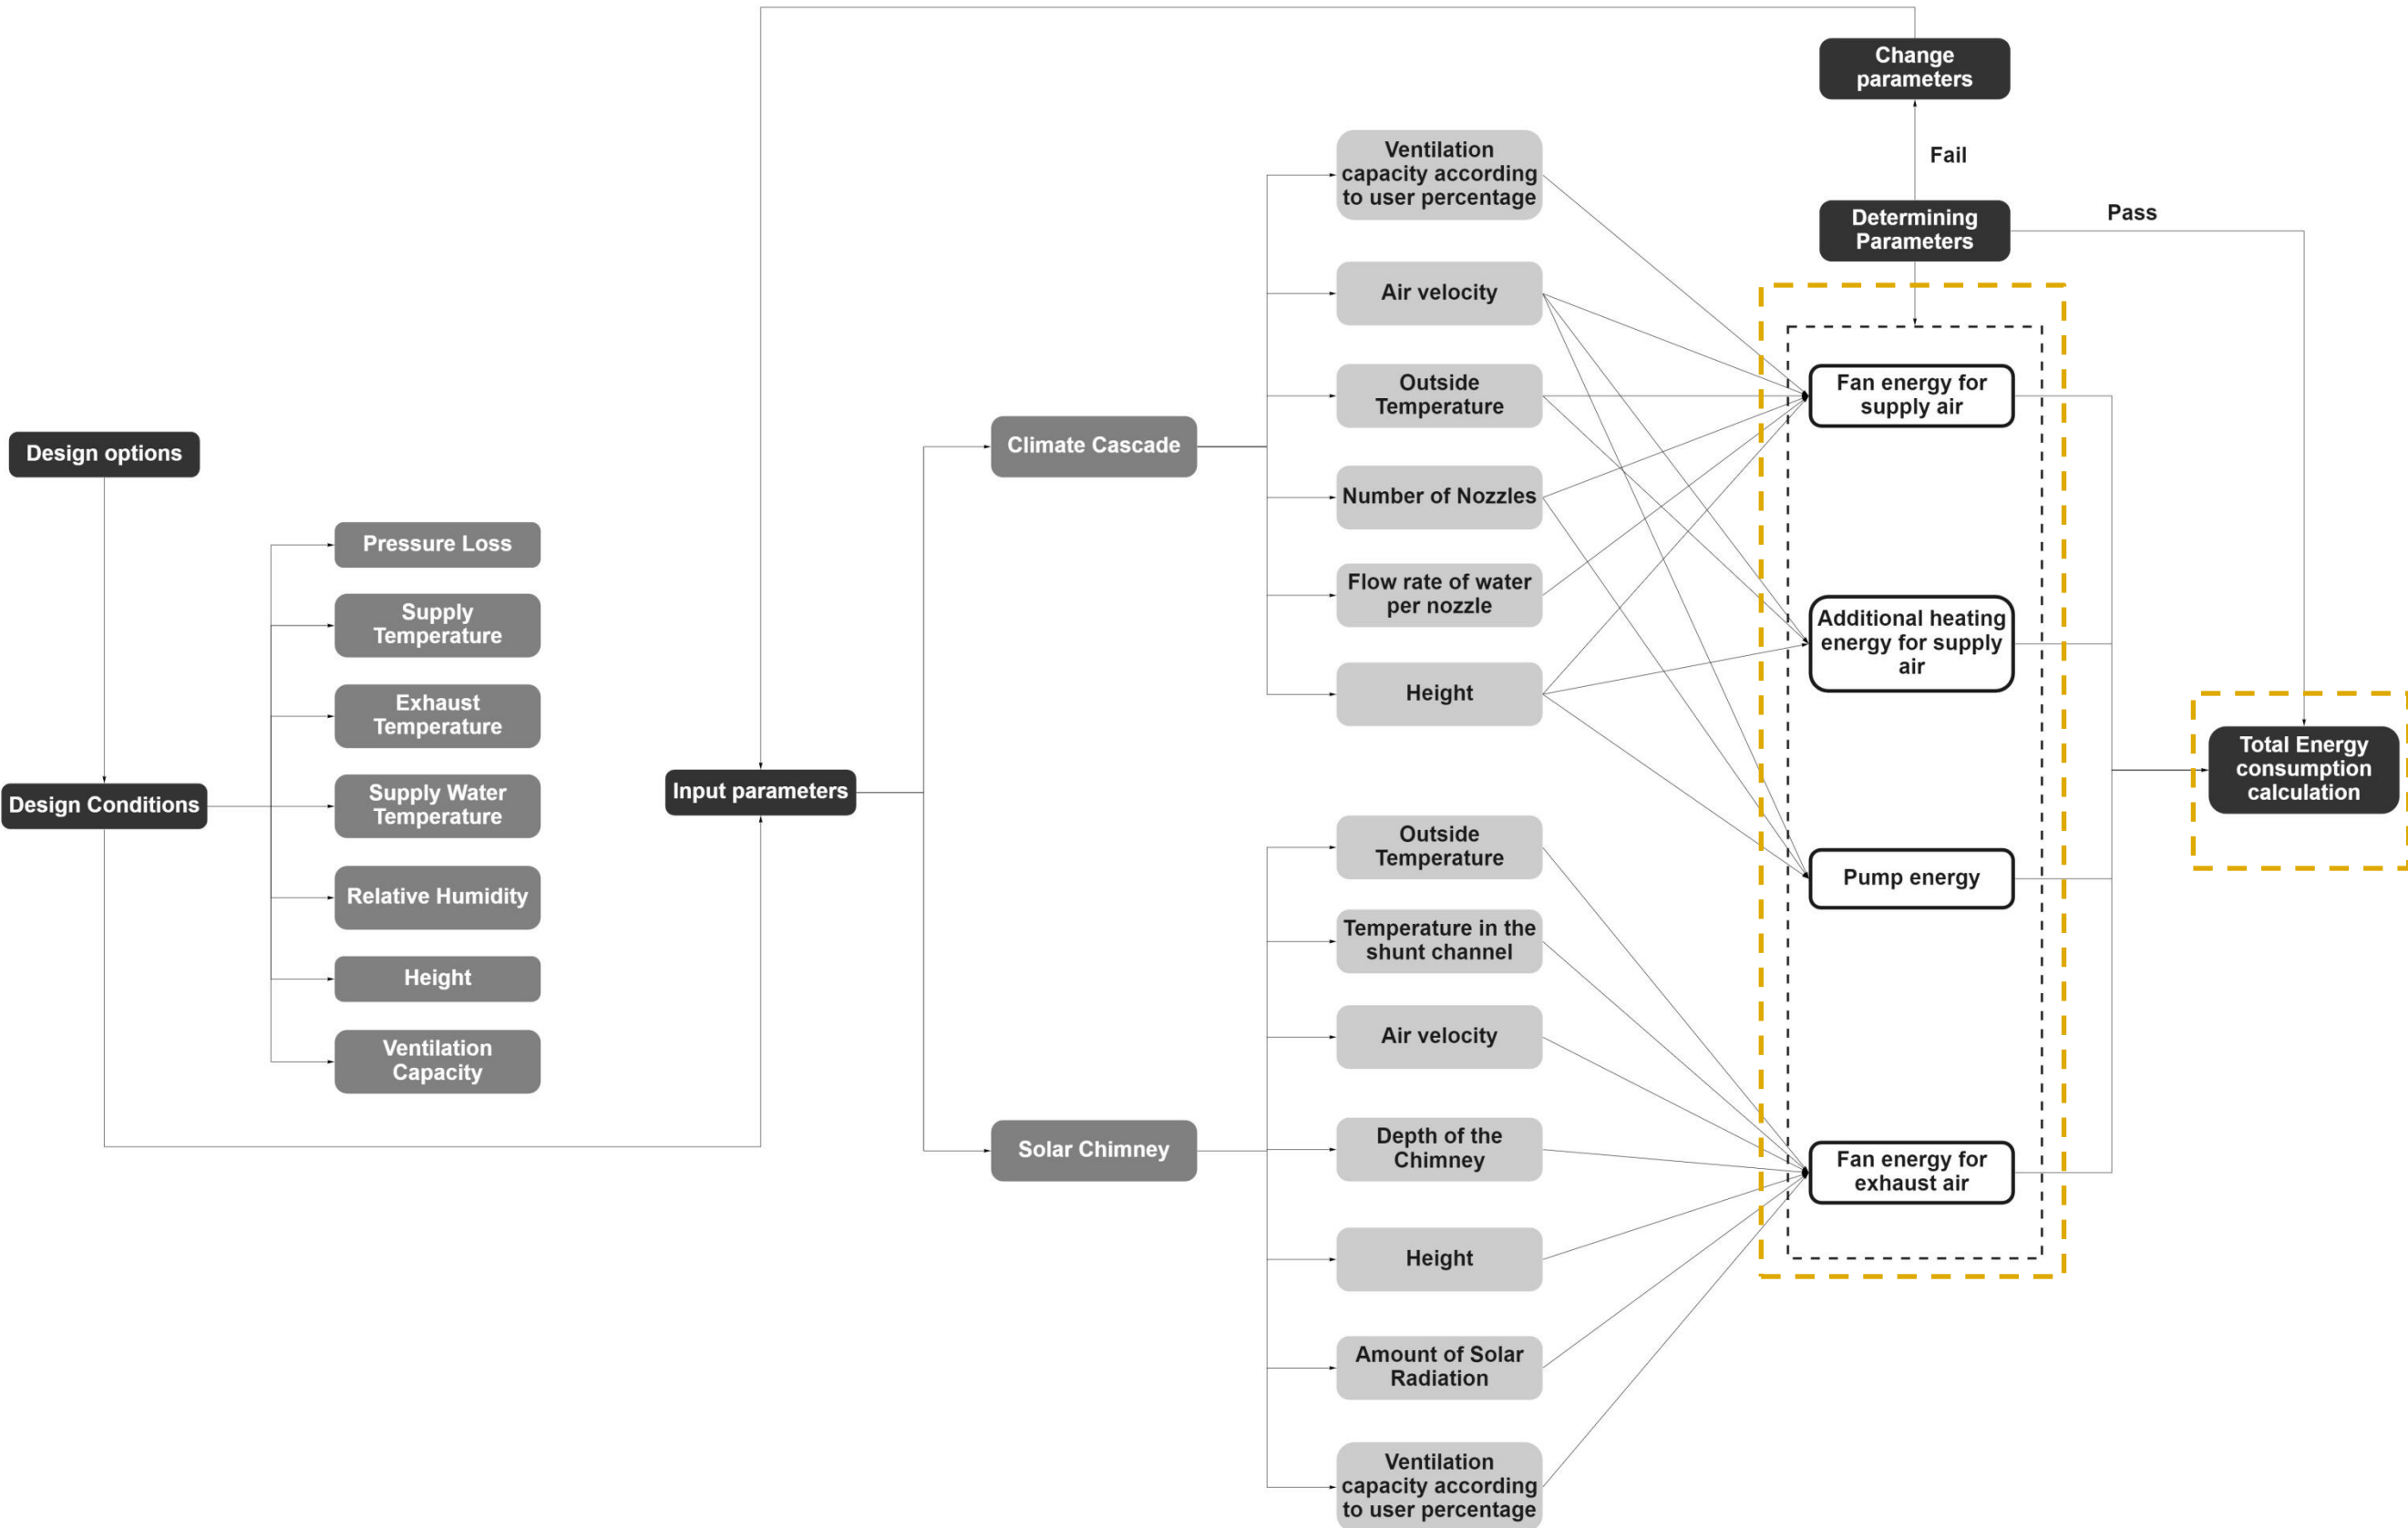 Design options
Design Conditions
Pressure Loss
Supply
Temperature
Exhaust
Temperature
Supply Water
Temperature
Relative Humidity
Height
Ventilation
Capacity
Input parameters
Climate Cascade
Solar Chimney
Ventilation
capacity according
to user percentage
Air velocity
Outside
Temperature
Number of Nozzles
Flow rate of water
per nozzle
Height
Outside
Temperature
Temperature in the
shunt channel
Air velocity
Depth of the
Chimney
Height
Amount of Solar
Radiation
Ventilation
capacity according
to user percentage
Change
parameters
Fail
Determining
Parameters
Pass
Fan energy for
supply air
Additional heating
energy for supply
air
Pump energy
Fan energy for
exhaust air
Total Energy
consumption
calculation